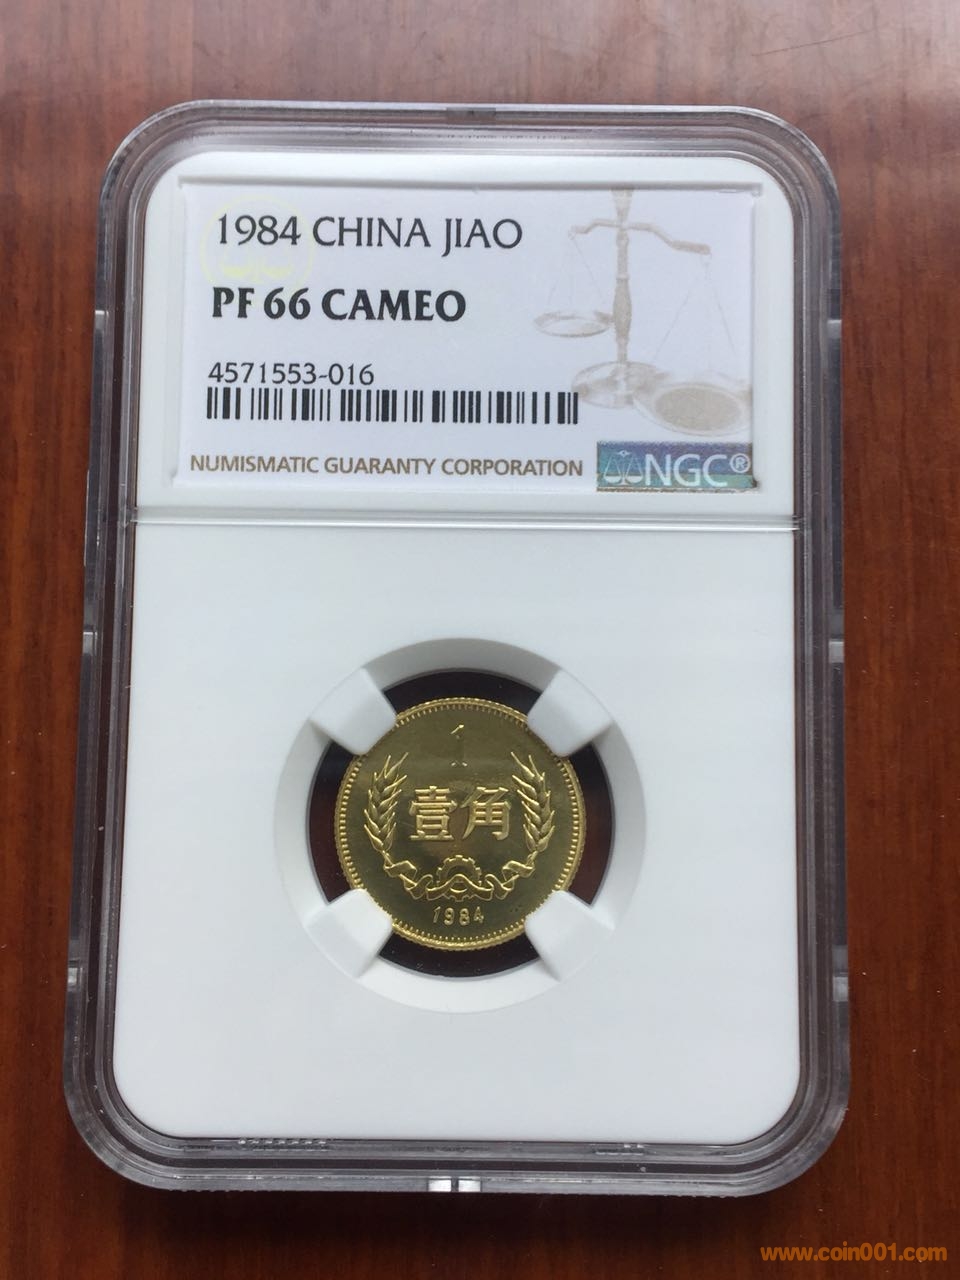 1984 CHINA JIAO
PF 66 CAMEO
4571553-016
NUMISMATIC GUARANTY CORPORATION
NGC®
1
壹角
1984
www.coin001.com